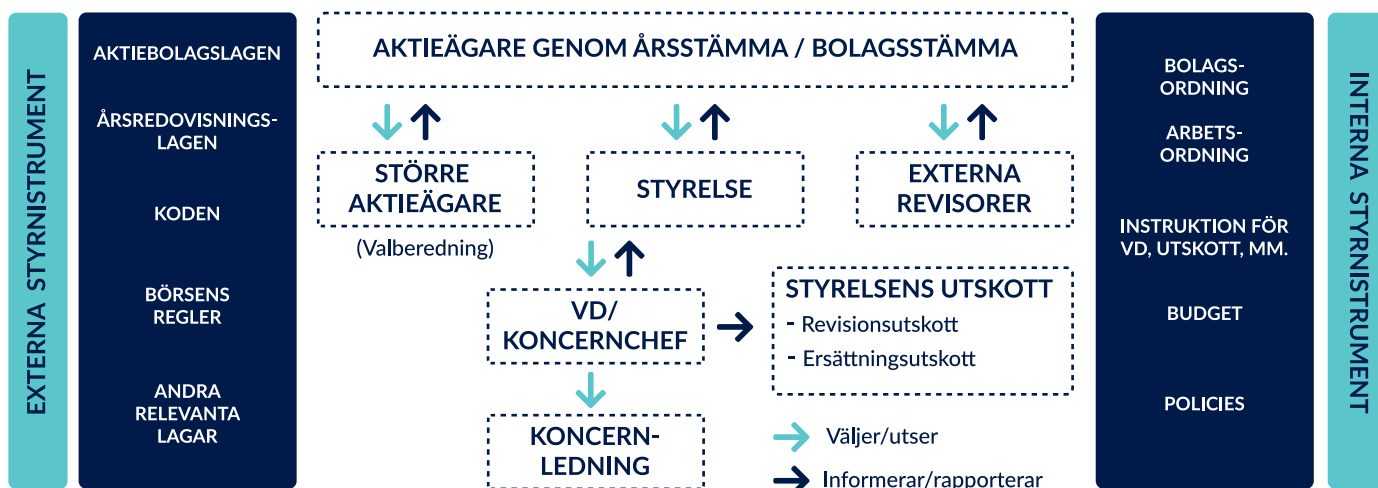 EXTERNA STYRNISTRUMENT
AKTIEBOLAGSLAGEN
ÅRSREDOVISNINGS-
LAGEN
KODEN
BÖRSENS
REGLER
ANDRA
RELEVANTA
LAGAR
AKTIEÄGARE GENOM ÅRSSTÄMMA / BOLAGSSTÄMMA
STÖRRE
AKTIEÄGARE
(Valberedning)
STYRELSE
EXTERNA
REVISORER
VD/
KONCERNCHEF
STYRELSENS UTSKOTT
- Revisionsutskott
- Ersättningsutskott
KONCERN-
LEDNING
Väljer/utser
Informerar/rapporterar
BOLAGS-
ORDNING
ARBETS-
ORDNING
INSTRUKTION FÖR
VD, UTSKOTT, MM.
BUDGET
POLICIES
INTERNA STYRNISTRUMENT